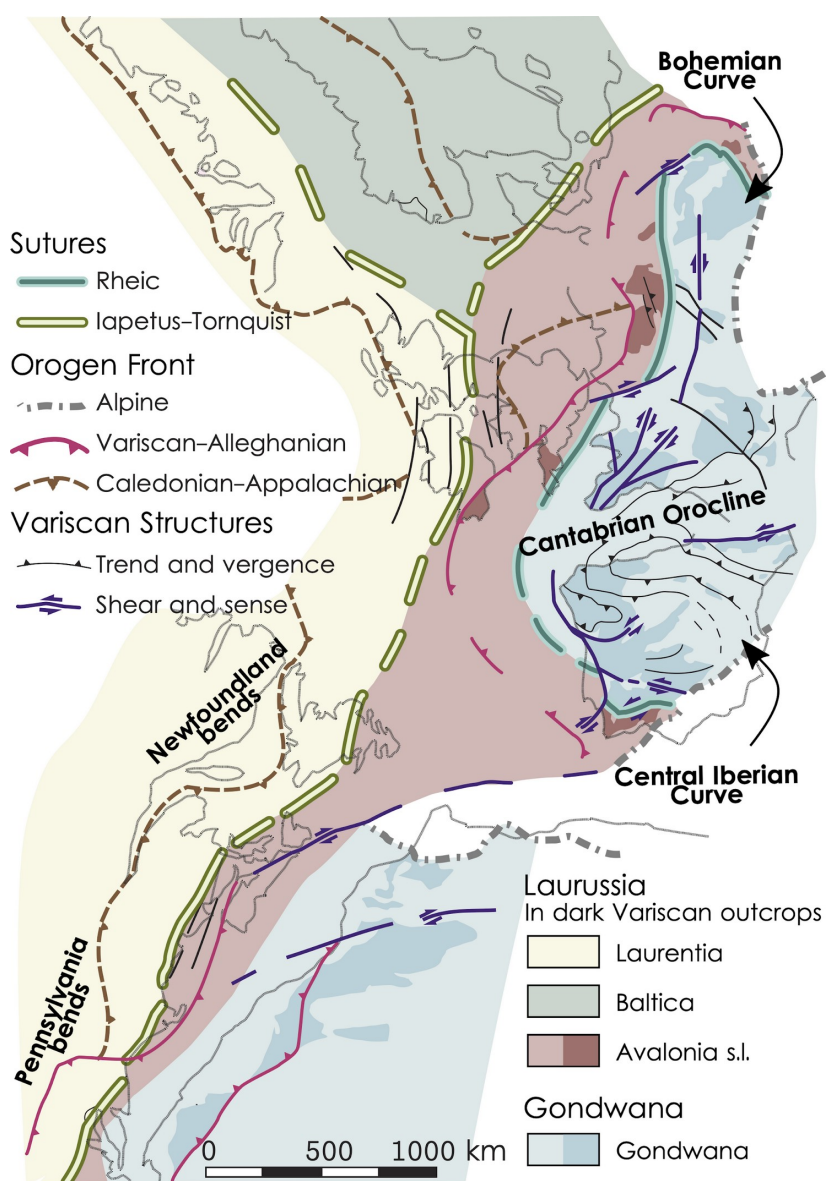 Bohemian
Curve
Sutures
Rheic
Iapetus–Tornquist
Orogen Front
Alpine
Variscan–Alleghanian
Caledonian–Appalachian
Variscan Structures
Trend and vergence
Shear and sense
Cantabrian Orocline
Newfoundland
bends
Central Iberian
Curve
Pennsylvania
bends
Laurussia
In dark Variscan outcrops
Laurentia
Baltica
Avalonia s.l.
Gondwana
Gondwana
0 500 1000 km